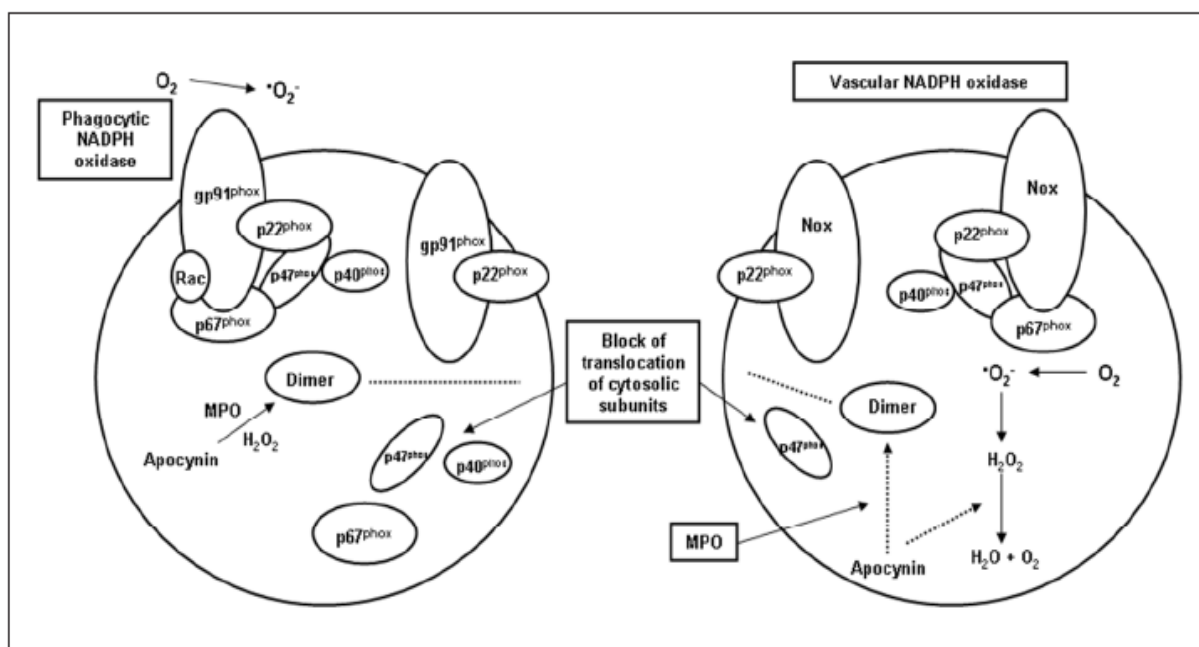 O₂
•O₂⁻
Phagocytic
NADPH
oxidase
gp91phox
p22phox
Rac
p47phox
p40phox
p67phox
gp91phox
p22phox
Dimer
MPO
H₂O₂
Apocynin
p47phox
p40phox
p67phox
Block of
translocation
of cytosolic
subunits
Vascular NADPH oxidase
Nox
p22phox
Nox
p22phox
p40phox
p47phox
p67phox
•O₂⁻
O₂
Dimer
p47phox
H₂O₂
MPO
Apocynin
H₂O + O₂